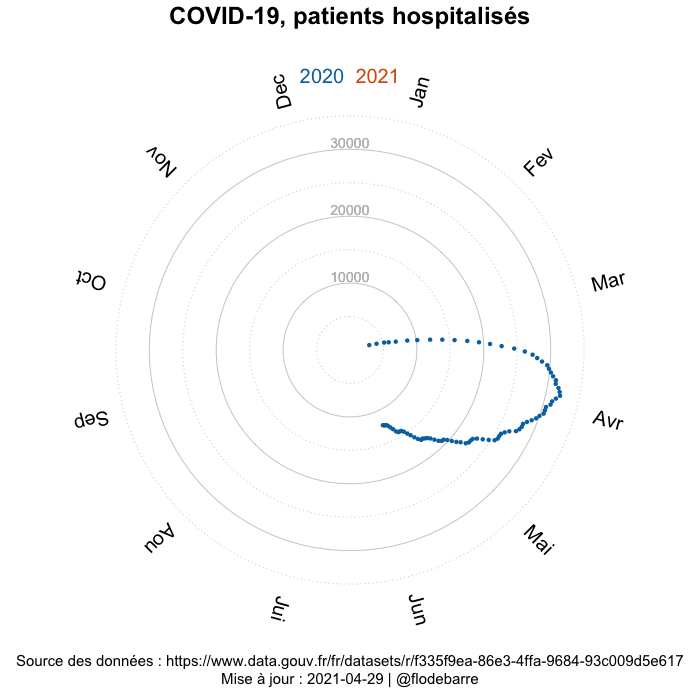 COVID-19, patients hospitalisés
2020 2021
Jan
Fev
Mar
Avr
Mai
Jun
Jui
Aou
Sep
Oct
Nov
Dec
30000
20000
10000
Source des données : https://www.data.gouv.fr/fr/datasets/r/f335f9ea-86e3-4ffa-9684-93c009d5e617
Mise à jour : 2021-04-29 | @flodebarre